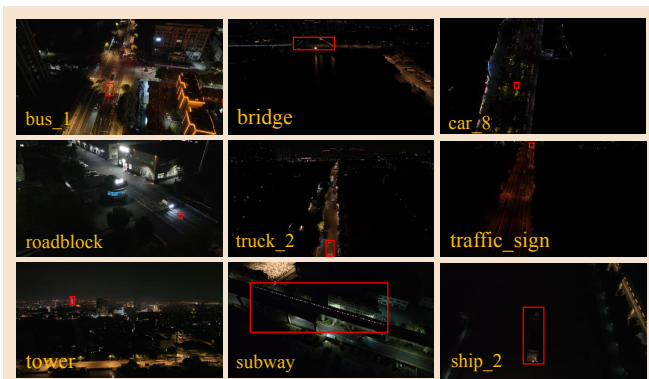 bus_1
bridge
car_8
roadblock
truck_2
traffic_sign
tower
subway
ship_2